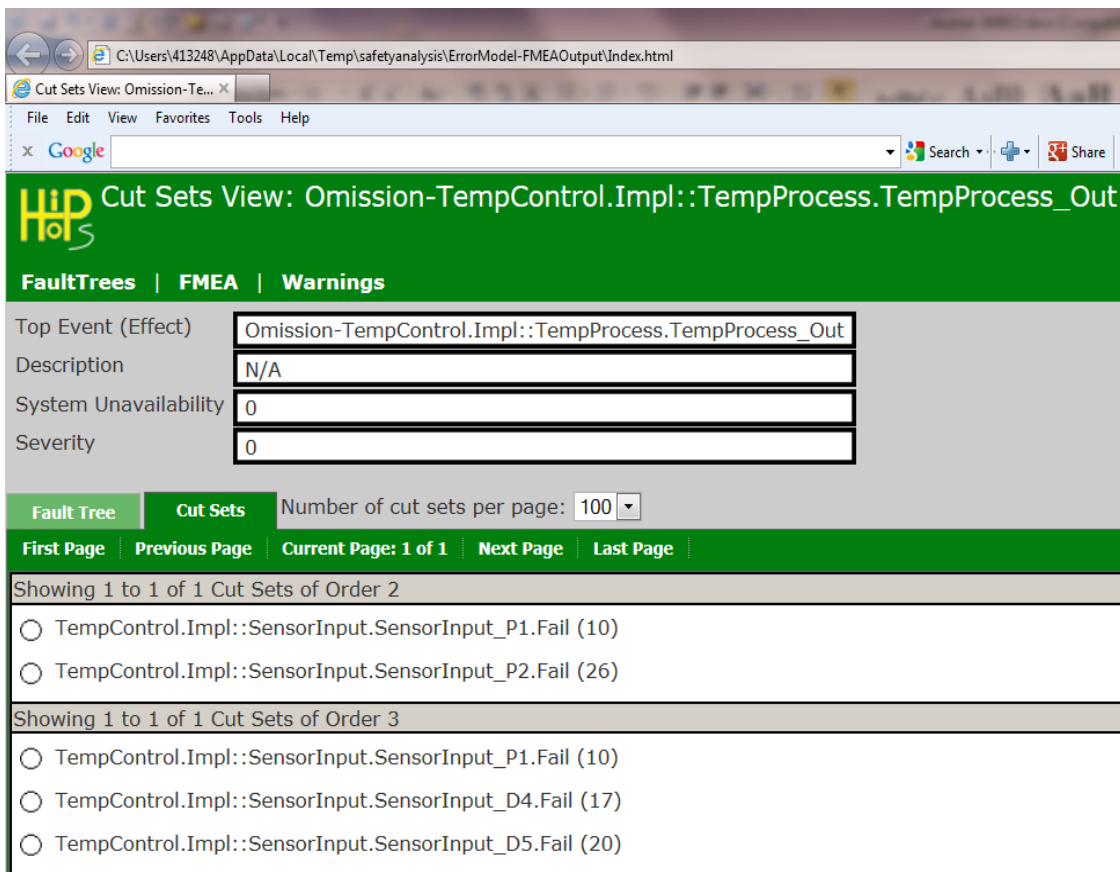 C:\Users\413248\AppData\Local\Temp\safetyanalysis\ErrorModel-FMEAOutput\Index.html
Cut Sets View: Omission-Te... ×
File Edit View Favorites Tools Help
x Google Search Share
HiP HOPS Cut Sets View: Omission-TempControl.Impl::TempProcess.TempProcess_Out
FaultTrees | FMEA | Warnings
Top Event (Effect) Omission-TempControl.Impl::TempProcess.TempProcess_Out
Description N/A
System Unavailability 0
Severity 0
Fault Tree Cut Sets Number of cut sets per page: 100
First Page Previous Page Current Page: 1 of 1 Next Page Last Page
Showing 1 to 1 of 1 Cut Sets of Order 2
TempControl.Impl::SensorInput.SensorInput_P1.Fail (10)
TempControl.Impl::SensorInput.SensorInput_P2.Fail (26)
Showing 1 to 1 of 1 Cut Sets of Order 3
TempControl.Impl::SensorInput.SensorInput_P1.Fail (10)
TempControl.Impl::SensorInput.SensorInput_D4.Fail (17)
TempControl.Impl::SensorInput.SensorInput_D5.Fail (20)